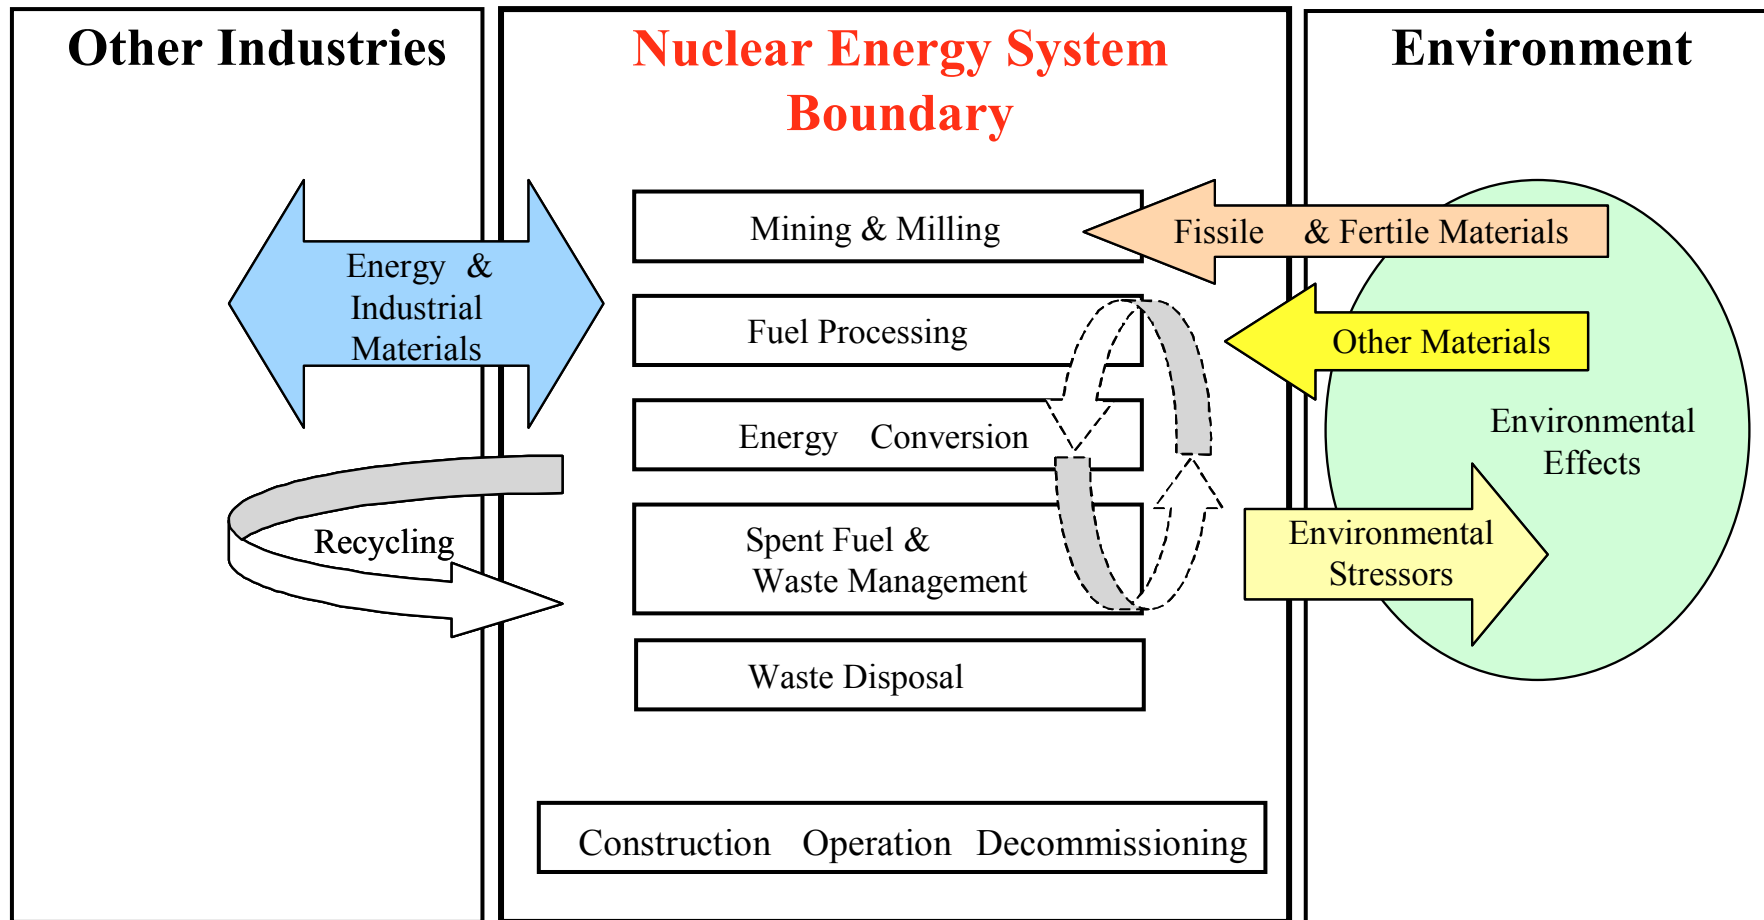 Other Industries
Nuclear Energy System
Boundary
Environment
Energy &
Industrial
Materials
Recycling
Mining & Milling
Fuel Processing
Energy Conversion
Spent Fuel &
Waste Management
Waste Disposal
Construction Operation Decommissioning
Fissile & Fertile Materials
Other Materials
Environmental
Effects
Environmental
Stressors